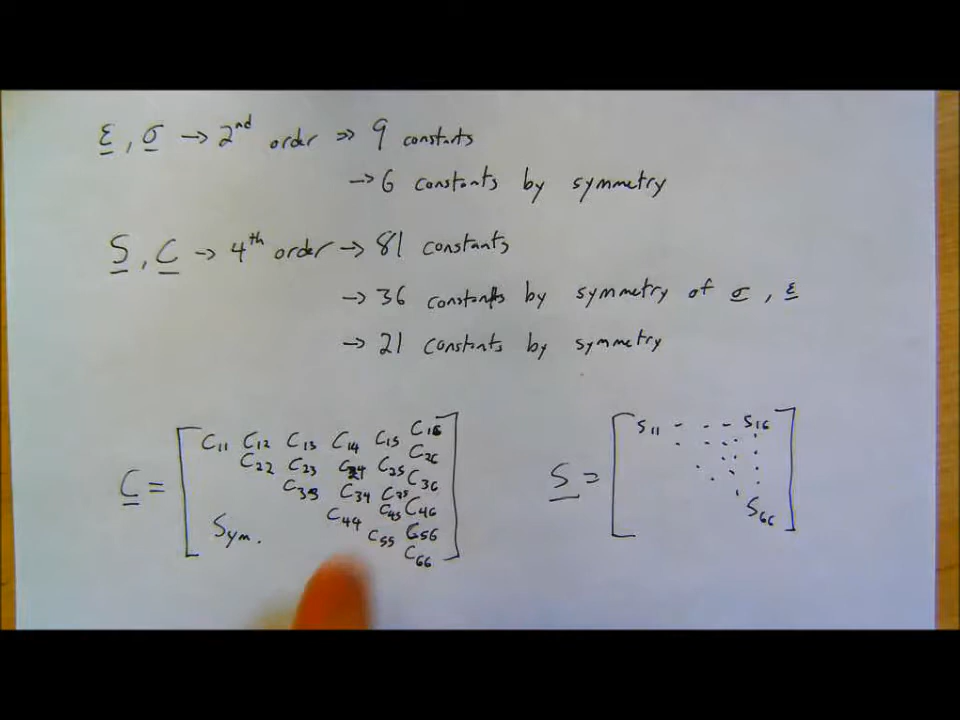 ε, σ → 2nd order ⇒ 9 constants
→ 6 constants by symmetry
S, C → 4th order → 81 constants
→ 36 constants by symmetry of σ, ε
→ 21 constants by symmetry
C = [ C11 C12 C13 C14 C15 C16
C22 C23 C24 C25 C26
C33 C34 C35 C36
C44 C45 C46
Sym. C55 C56
C66 ]
S = [ S11 - - - S16
S66 ]